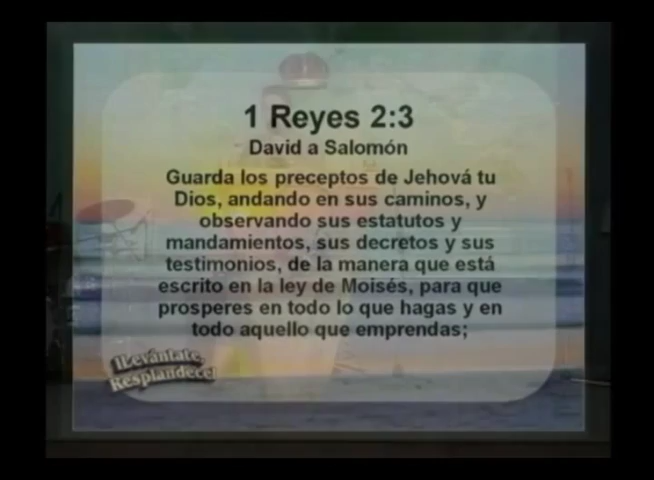 1 Reyes 2:3
David a Salomón
Guarda los preceptos de Jehová tu
Dios, andando en sus caminos, y
observando sus estatutos y
mandamientos, sus decretos y sus
testimonios, de la manera que está
escrito en la ley de Moisés, para que
prosperes en todo lo que hagas y en
todo aquello que emprendas;
¡Levántate,
Resplandece!